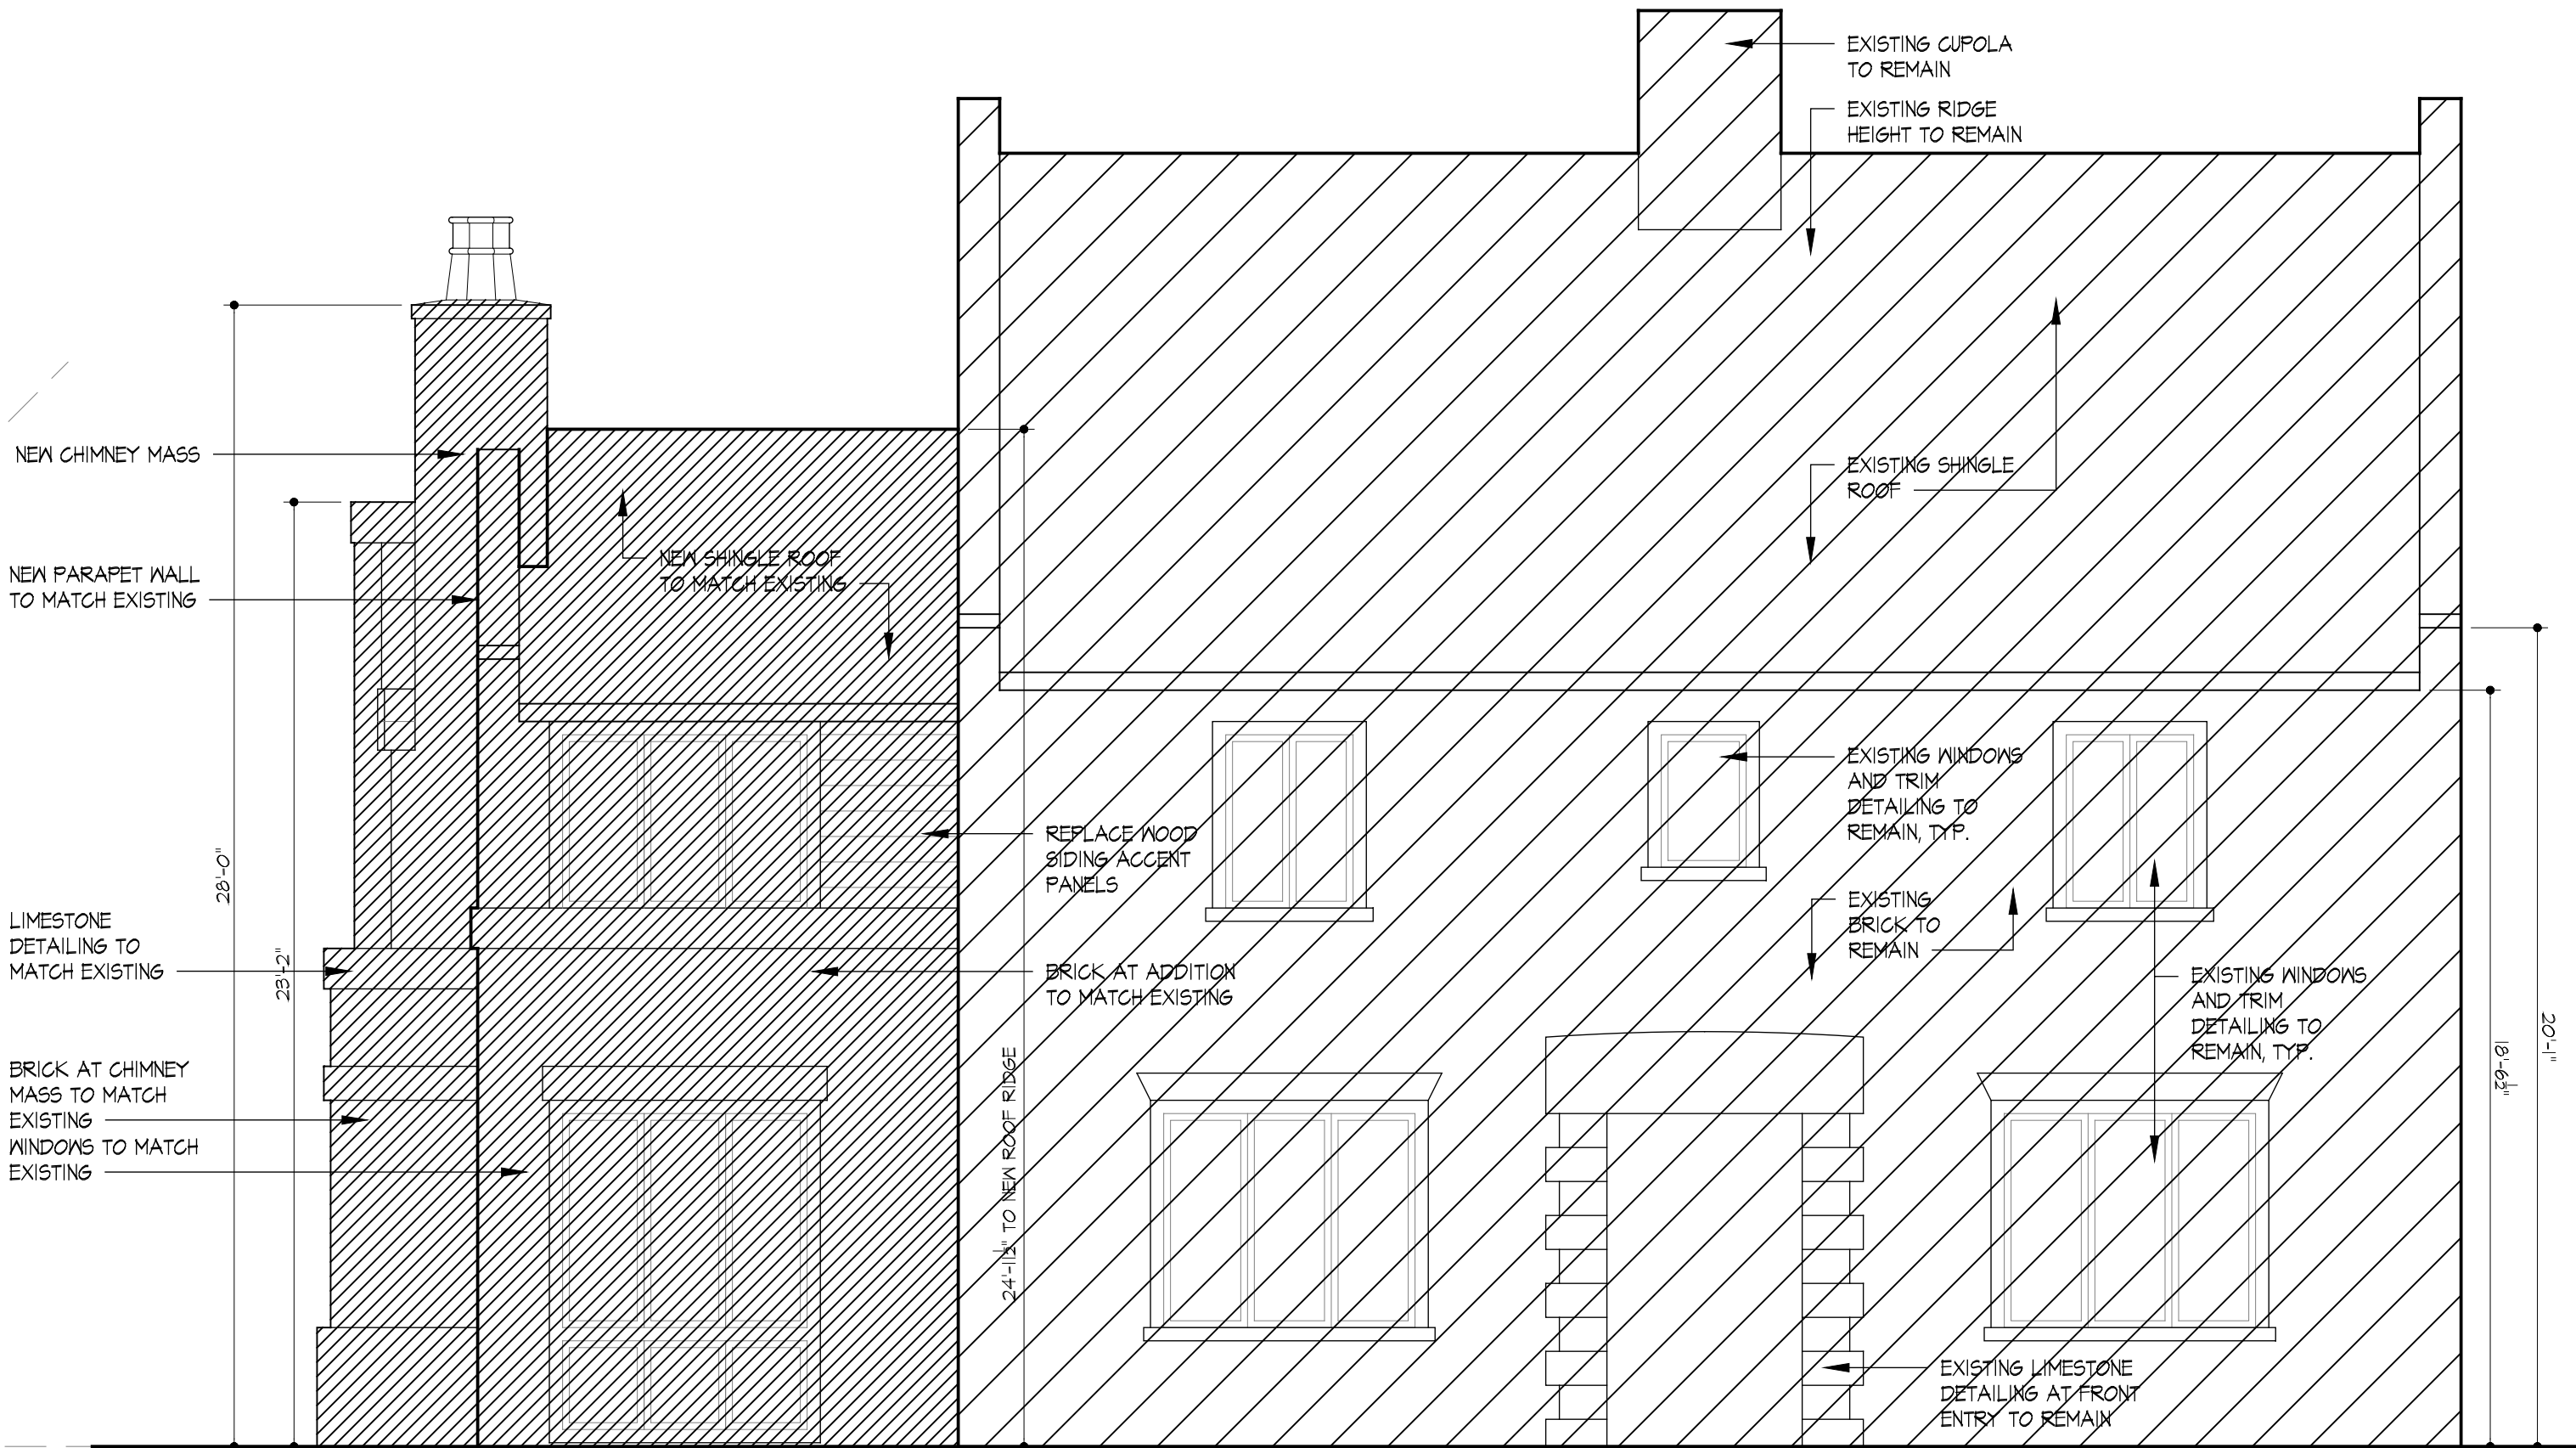 EXISTING CUPOLA
TO REMAIN
EXISTING RIDGE
HEIGHT TO REMAIN
NEW CHIMNEY MASS
EXISTING SHINGLE
ROOF
NEW SHINGLE ROOF
TO MATCH EXISTING
NEW PARAPET WALL
TO MATCH EXISTING
EXISTING WINDOWS
AND TRIM
DETAILING TO
REMAIN, TYP.
REPLACE WOOD
SIDING ACCENT
PANELS
28'-0"
EXISTING
BRICK TO
REMAIN
LIMESTONE
DETAILING TO
MATCH EXISTING
23'-2"
BRICK AT ADDITION
TO MATCH EXISTING
EXISTING WINDOWS
AND TRIM
DETAILING TO
REMAIN, TYP.
20'-1"
18'-6½"
BRICK AT CHIMNEY
MASS TO MATCH
EXISTING
WINDOWS TO MATCH
EXISTING
24'-11½" TO NEW ROOF RIDGE
EXISTING LIMESTONE
DETAILING AT FRONT
ENTRY TO REMAIN